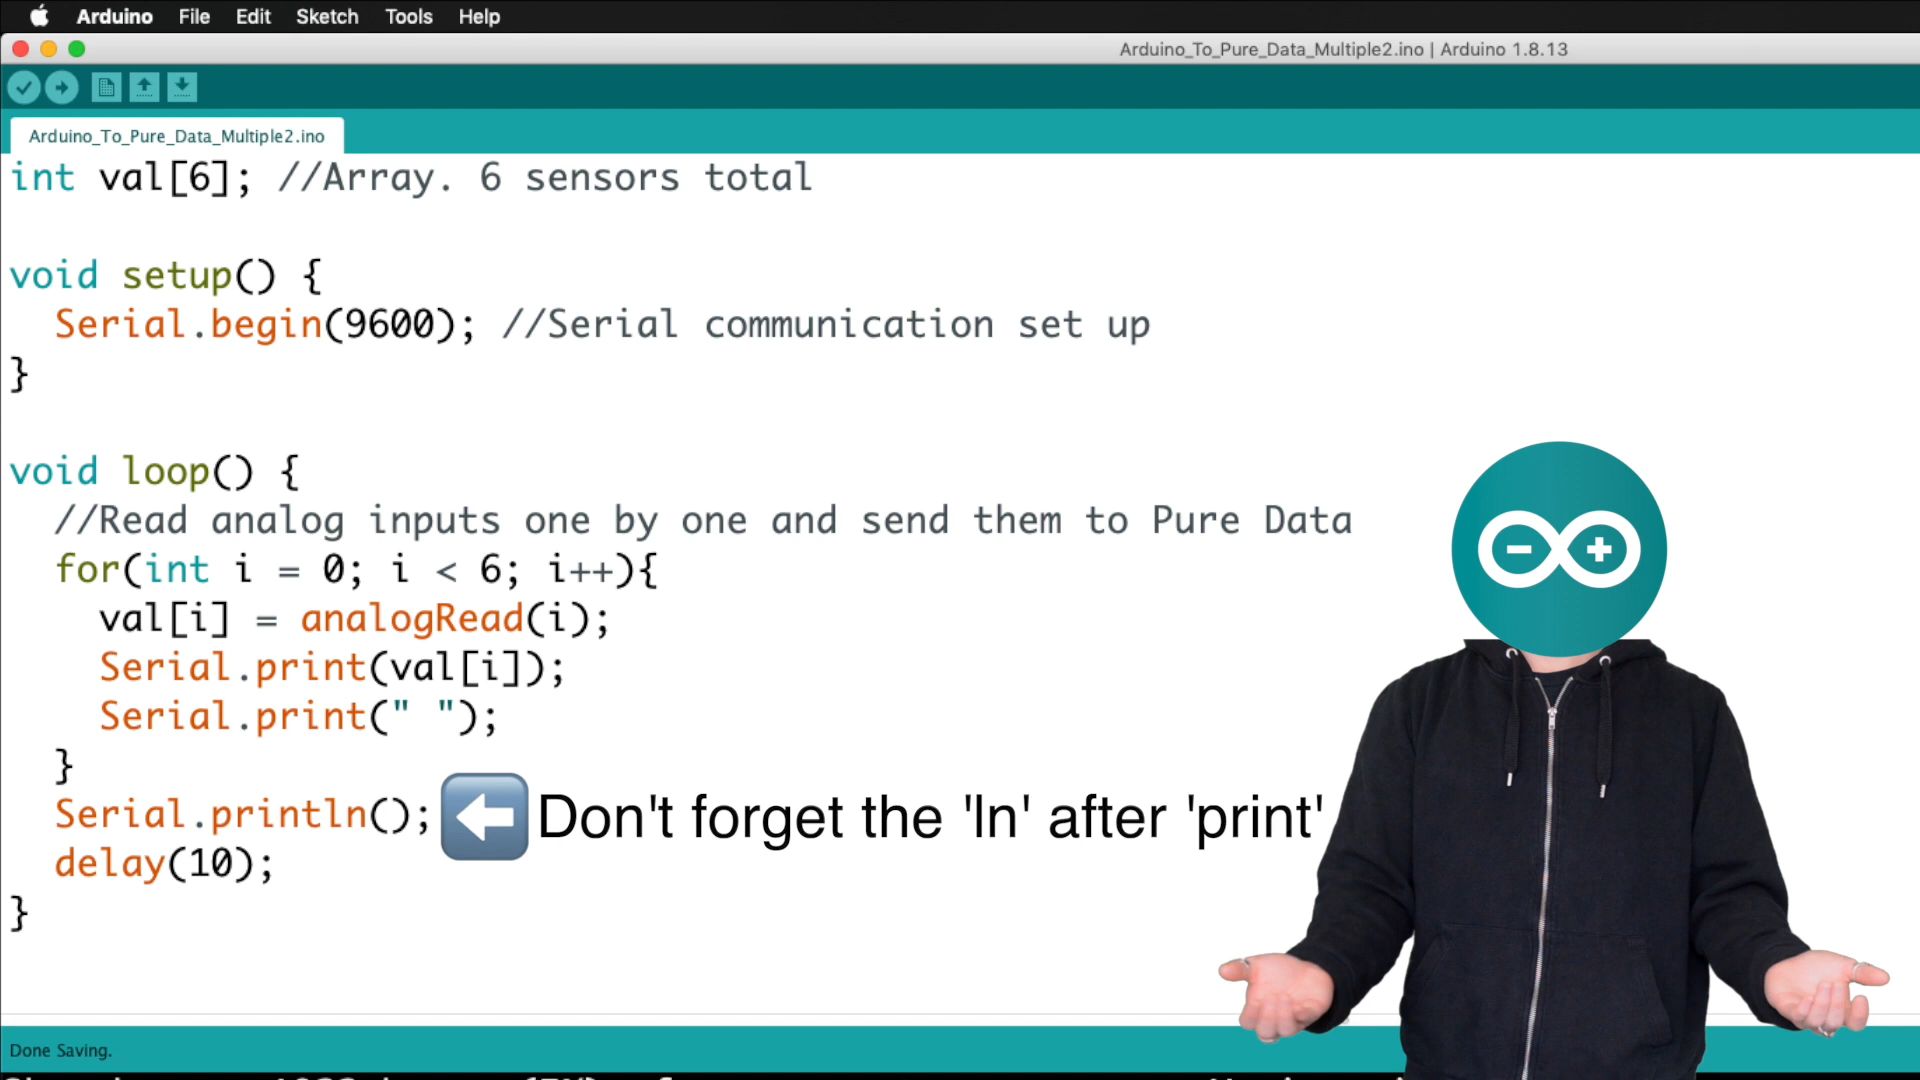 Arduino File Edit Sketch Tools Help
Arduino_To_Pure_Data_Multiple2.ino | Arduino 1.8.13
Arduino_To_Pure_Data_Multiple2.ino
int val[6]; //Array. 6 sensors total
void setup() {
Serial.begin(9600); //Serial communication set up
}
void loop() {
//Read analog inputs one by one and send them to Pure Data
for(int i = 0; i < 6; i++){
val[i] = analogRead(i);
Serial.print(val[i]);
Serial.print(" ");
}
Serial.println(); Don't forget the 'ln' after 'print'
delay(10);
}
Done Saving.